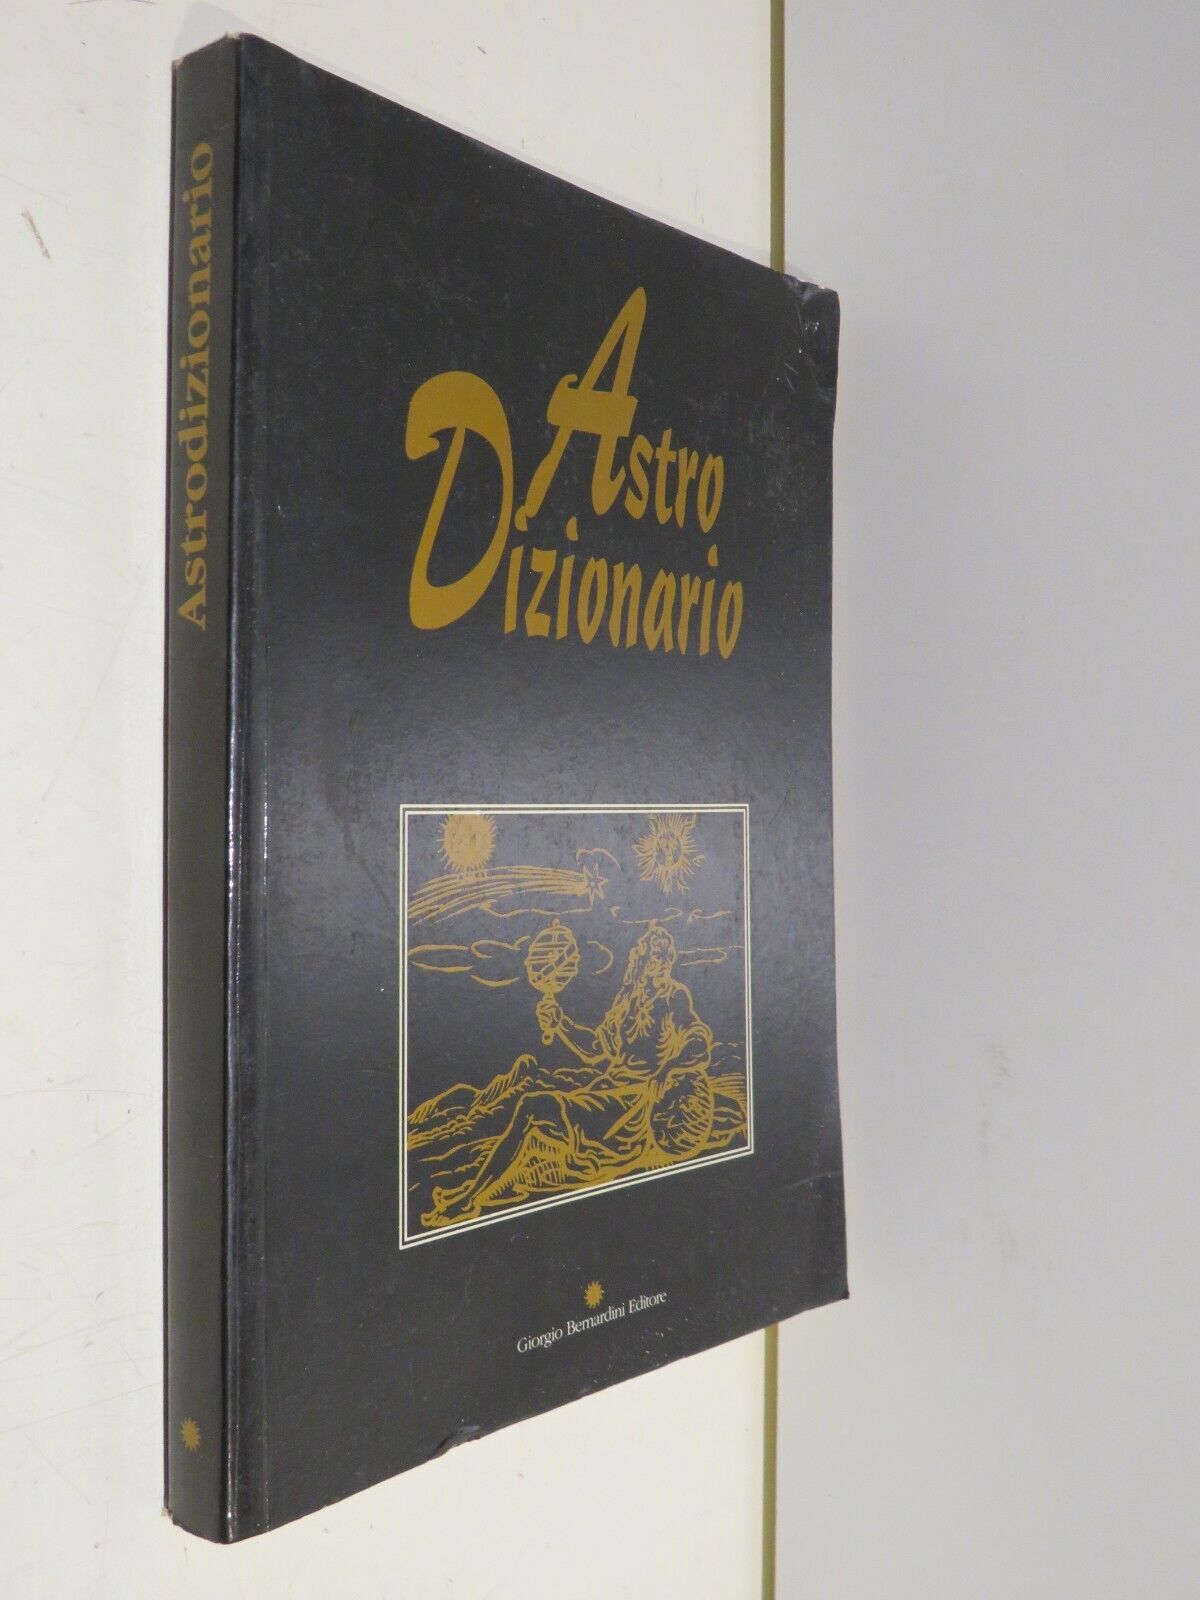 Astrodizionario
Astro
Dizionario
Giorgio Bernardini Editore